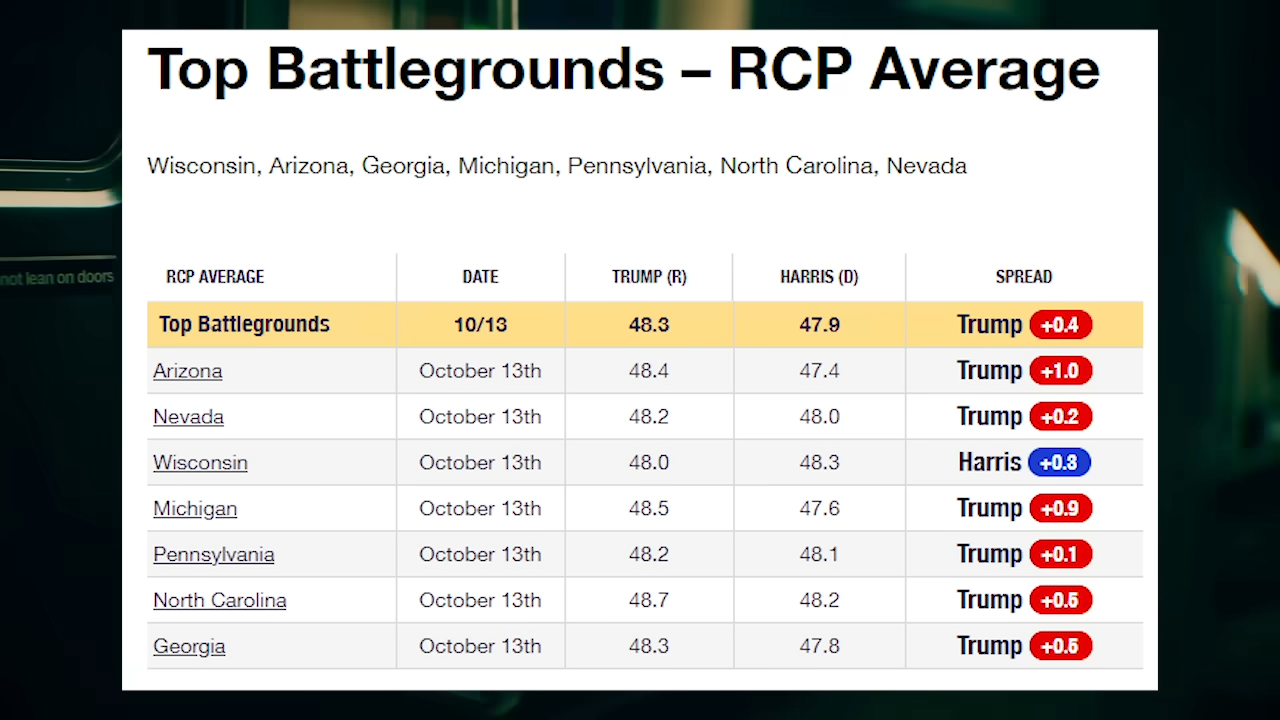 Top Battlegrounds – RCP Average
Wisconsin, Arizona, Georgia, Michigan, Pennsylvania, North Carolina, Nevada
not lean on doors
RCP AVERAGE DATE TRUMP (R) HARRIS (D) SPREAD
Top Battlegrounds 10/13 48.3 47.9 Trump +0.4
Arizona October 13th 48.4 47.4 Trump +1.0
Nevada October 13th 48.2 48.0 Trump +0.2
Wisconsin October 13th 48.0 48.3 Harris +0.3
Michigan October 13th 48.5 47.6 Trump +0.9
Pennsylvania October 13th 48.2 48.1 Trump +0.1
North Carolina October 13th 48.7 48.2 Trump +0.5
Georgia October 13th 48.3 47.8 Trump +0.5